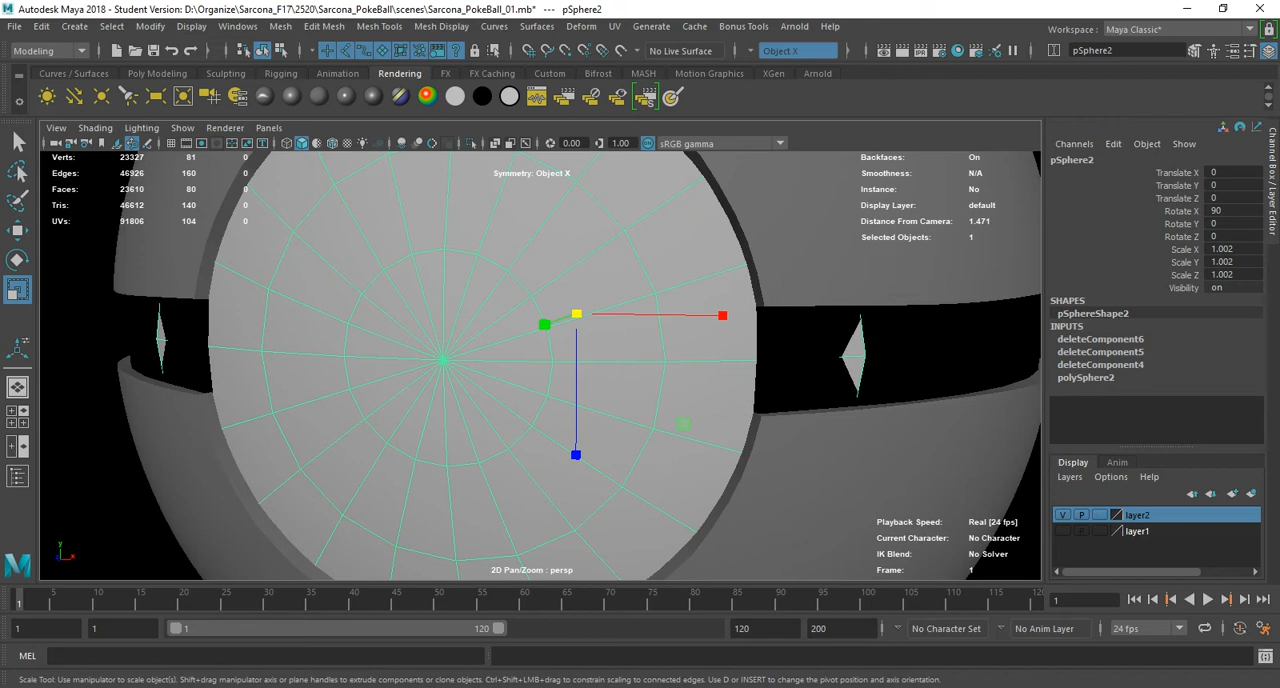 Autodesk Maya 2018 - Student Version: D:\Organize\Sarcona_F17\2520\Sarcona_PokeBall\scenes\Sarcona_PokeBall_01.mb* --- pSphere2
File Edit Create Select Modify Display Windows Mesh Edit Mesh Mesh Tools Mesh Display Curves Surfaces Deform UV Generate Cache Bonus Tools Arnold Help
Workspace : Maya Classic*
Modeling No Live Surface Object X pSphere2
Curves / Surfaces Poly Modeling Sculpting Rigging Animation Rendering FX FX Caching Custom Bifrost MASH Motion Graphics XGen Arnold
View Shading Lighting Show Renderer Panels
0.00 1.00 sRGB gamma
Verts: 23327 81 0
Edges: 46926 160 0
Faces: 23610 80 0
Tris: 46612 140 0
UVs: 91806 104 0
Symmetry: Object X
Backfaces: On
Smoothness: N/A
Instance: No
Display Layer: default
Distance From Camera: 1.471
Selected Objects: 1
Playback Speed: Real [24 fps]
Current Character: No Character
IK Blend: No Solver
Frame: 1
2D Pan/Zoom : persp
y
x
Channels Edit Object Show
pSphere2
Translate X 0
Translate Y 0
Translate Z 0
Rotate X 90
Rotate Y 0
Rotate Z 0
Scale X 1.002
Scale Y 1.002
Scale Z 1.002
Visibility on
SHAPES
pSphereShape2
INPUTS
deleteComponent6
deleteComponent5
deleteComponent4
polySphere2
Display Anim
Layers Options Help
V P layer2
layer1
Channel Box / Layer Editor
1 5 10 15 20 25 30 35 40 45 50 55 60 65 70 75 80 85 90 95 100 105 110 115 12
1
1 1 1 120 120 200 No Character Set No Anim Layer 24 fps
MEL
Scale Tool: Use manipulator to scale object(s). Shift+drag manipulator axis or plane handles to extrude components or clone objects. Ctrl+Shift+LMB+drag to constrain scaling to connected edges. Use D or INSERT to change the pivot position and axis orientation.